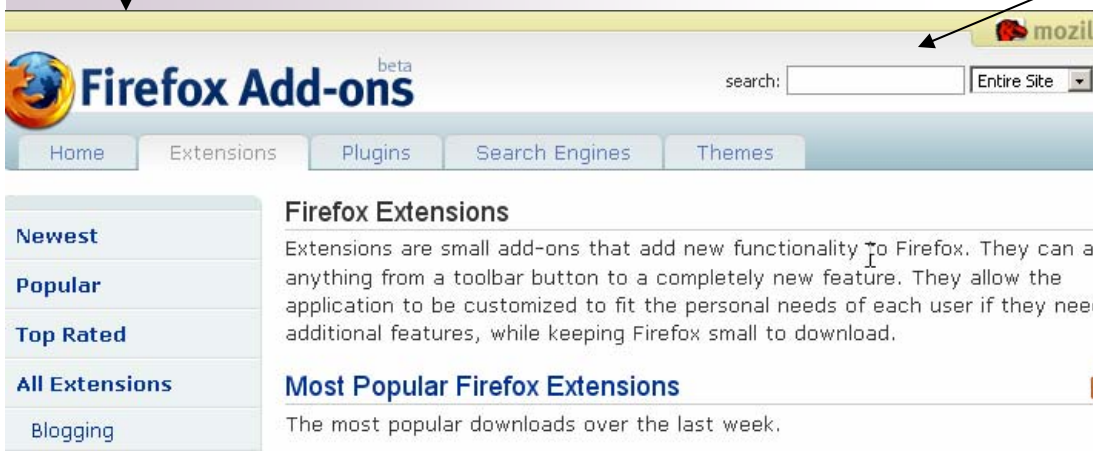 mozil
beta
Firefox Add-ons
search: Entire Site
Home Extensions Plugins Search Engines Themes
Newest
Popular
Top Rated
All Extensions
Blogging
Firefox Extensions
Extensions are small add-ons that add new functionality to Firefox. They can a
anything from a toolbar button to a completely new feature. They allow the
application to be customized to fit the personal needs of each user if they nee
additional features, while keeping Firefox small to download.
Most Popular Firefox Extensions
The most popular downloads over the last week.